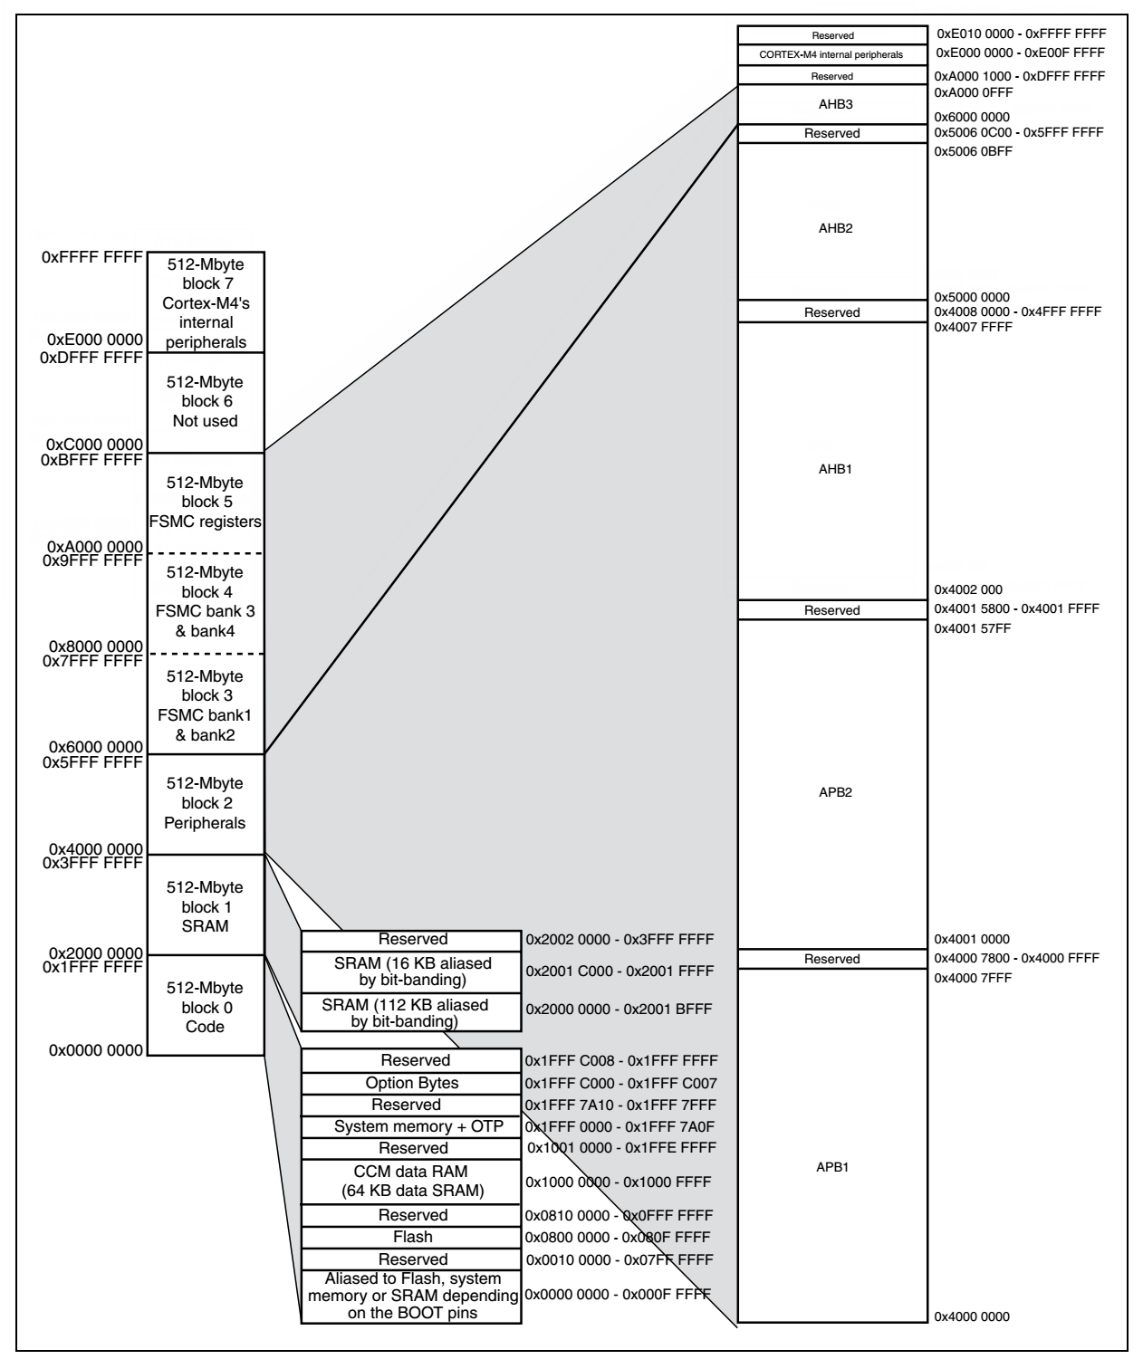 0xFFFF FFFF
512-Mbyte
block 7
Cortex-M4's
internal
peripherals
0xE000 0000
0xDFFF FFFF
512-Mbyte
block 6
Not used
0xC000 0000
0xBFFF FFFF
512-Mbyte
block 5
FSMC registers
0xA000 0000
0x9FFF FFFF
512-Mbyte
block 4
FSMC bank 3
& bank4
0x8000 0000
0x7FFF FFFF
512-Mbyte
block 3
FSMC bank1
& bank2
0x6000 0000
0x5FFF FFFF
512-Mbyte
block 2
Peripherals
0x4000 0000
0x3FFF FFFF
512-Mbyte
block 1
SRAM
0x2000 0000
0x1FFF FFFF
512-Mbyte
block 0
Code
0x0000 0000
Reserved 0x2002 0000 - 0x3FFF FFFF
SRAM (16 KB aliased
by bit-banding)
0x2001 C000 - 0x2001 FFFF
SRAM (112 KB aliased
by bit-banding)
0x2000 0000 - 0x2001 BFFF
Reserved 0x1FFF C008 - 0x1FFF FFFF
Option Bytes 0x1FFF C000 - 0x1FFF C007
Reserved 0x1FFF 7A10 - 0x1FFF 7FFF
System memory + OTP 0x1FFF 0000 - 0x1FFF 7A0F
Reserved 0x1001 0000 - 0x1FFE FFFF
CCM data RAM
(64 KB data SRAM)
0x1000 0000 - 0x1000 FFFF
Reserved 0x0810 0000 - 0x0FFF FFFF
Flash 0x0800 0000 - 0x080F FFFF
Reserved 0x0010 0000 - 0x07FF FFFF
Aliased to Flash, system
memory or SRAM depending
on the BOOT pins
0x0000 0000 - 0x000F FFFF
Reserved 0xE010 0000 - 0xFFFF FFFF
CORTEX-M4 internal peripherals 0xE000 0000 - 0xE00F FFFF
Reserved 0xA000 1000 - 0xDFFF FFFF
0xA000 0FFF
AHB3
0x6000 0000
Reserved 0x5006 0C00 - 0x5FFF FFFF
0x5006 0BFF
AHB2
0x5000 0000
Reserved 0x4008 0000 - 0x4FFF FFFF
0x4007 FFFF
AHB1
0x4002 000
Reserved 0x4001 5800 - 0x4001 FFFF
0x4001 57FF
APB2
0x4001 0000
Reserved 0x4000 7800 - 0x4000 FFFF
0x4000 7FFF
APB1
0x4000 0000